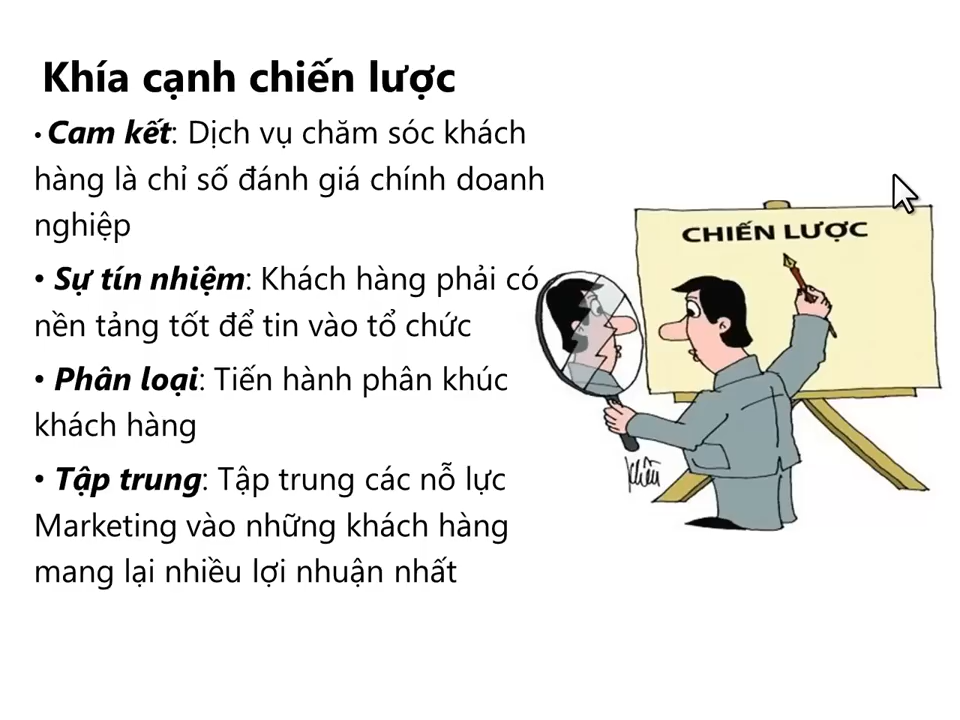 Khía cạnh chiến lược
• Cam kết: Dịch vụ chăm sóc khách
hàng là chỉ số đánh giá chính doanh
nghiệp
• Sự tín nhiệm: Khách hàng phải có
nền tảng tốt để tin vào tổ chức
• Phân loại: Tiến hành phân khúc
khách hàng
• Tập trung: Tập trung các nỗ lực
Marketing vào những khách hàng
mang lại nhiều lợi nhuận nhất
CHIẾN LƯỢC